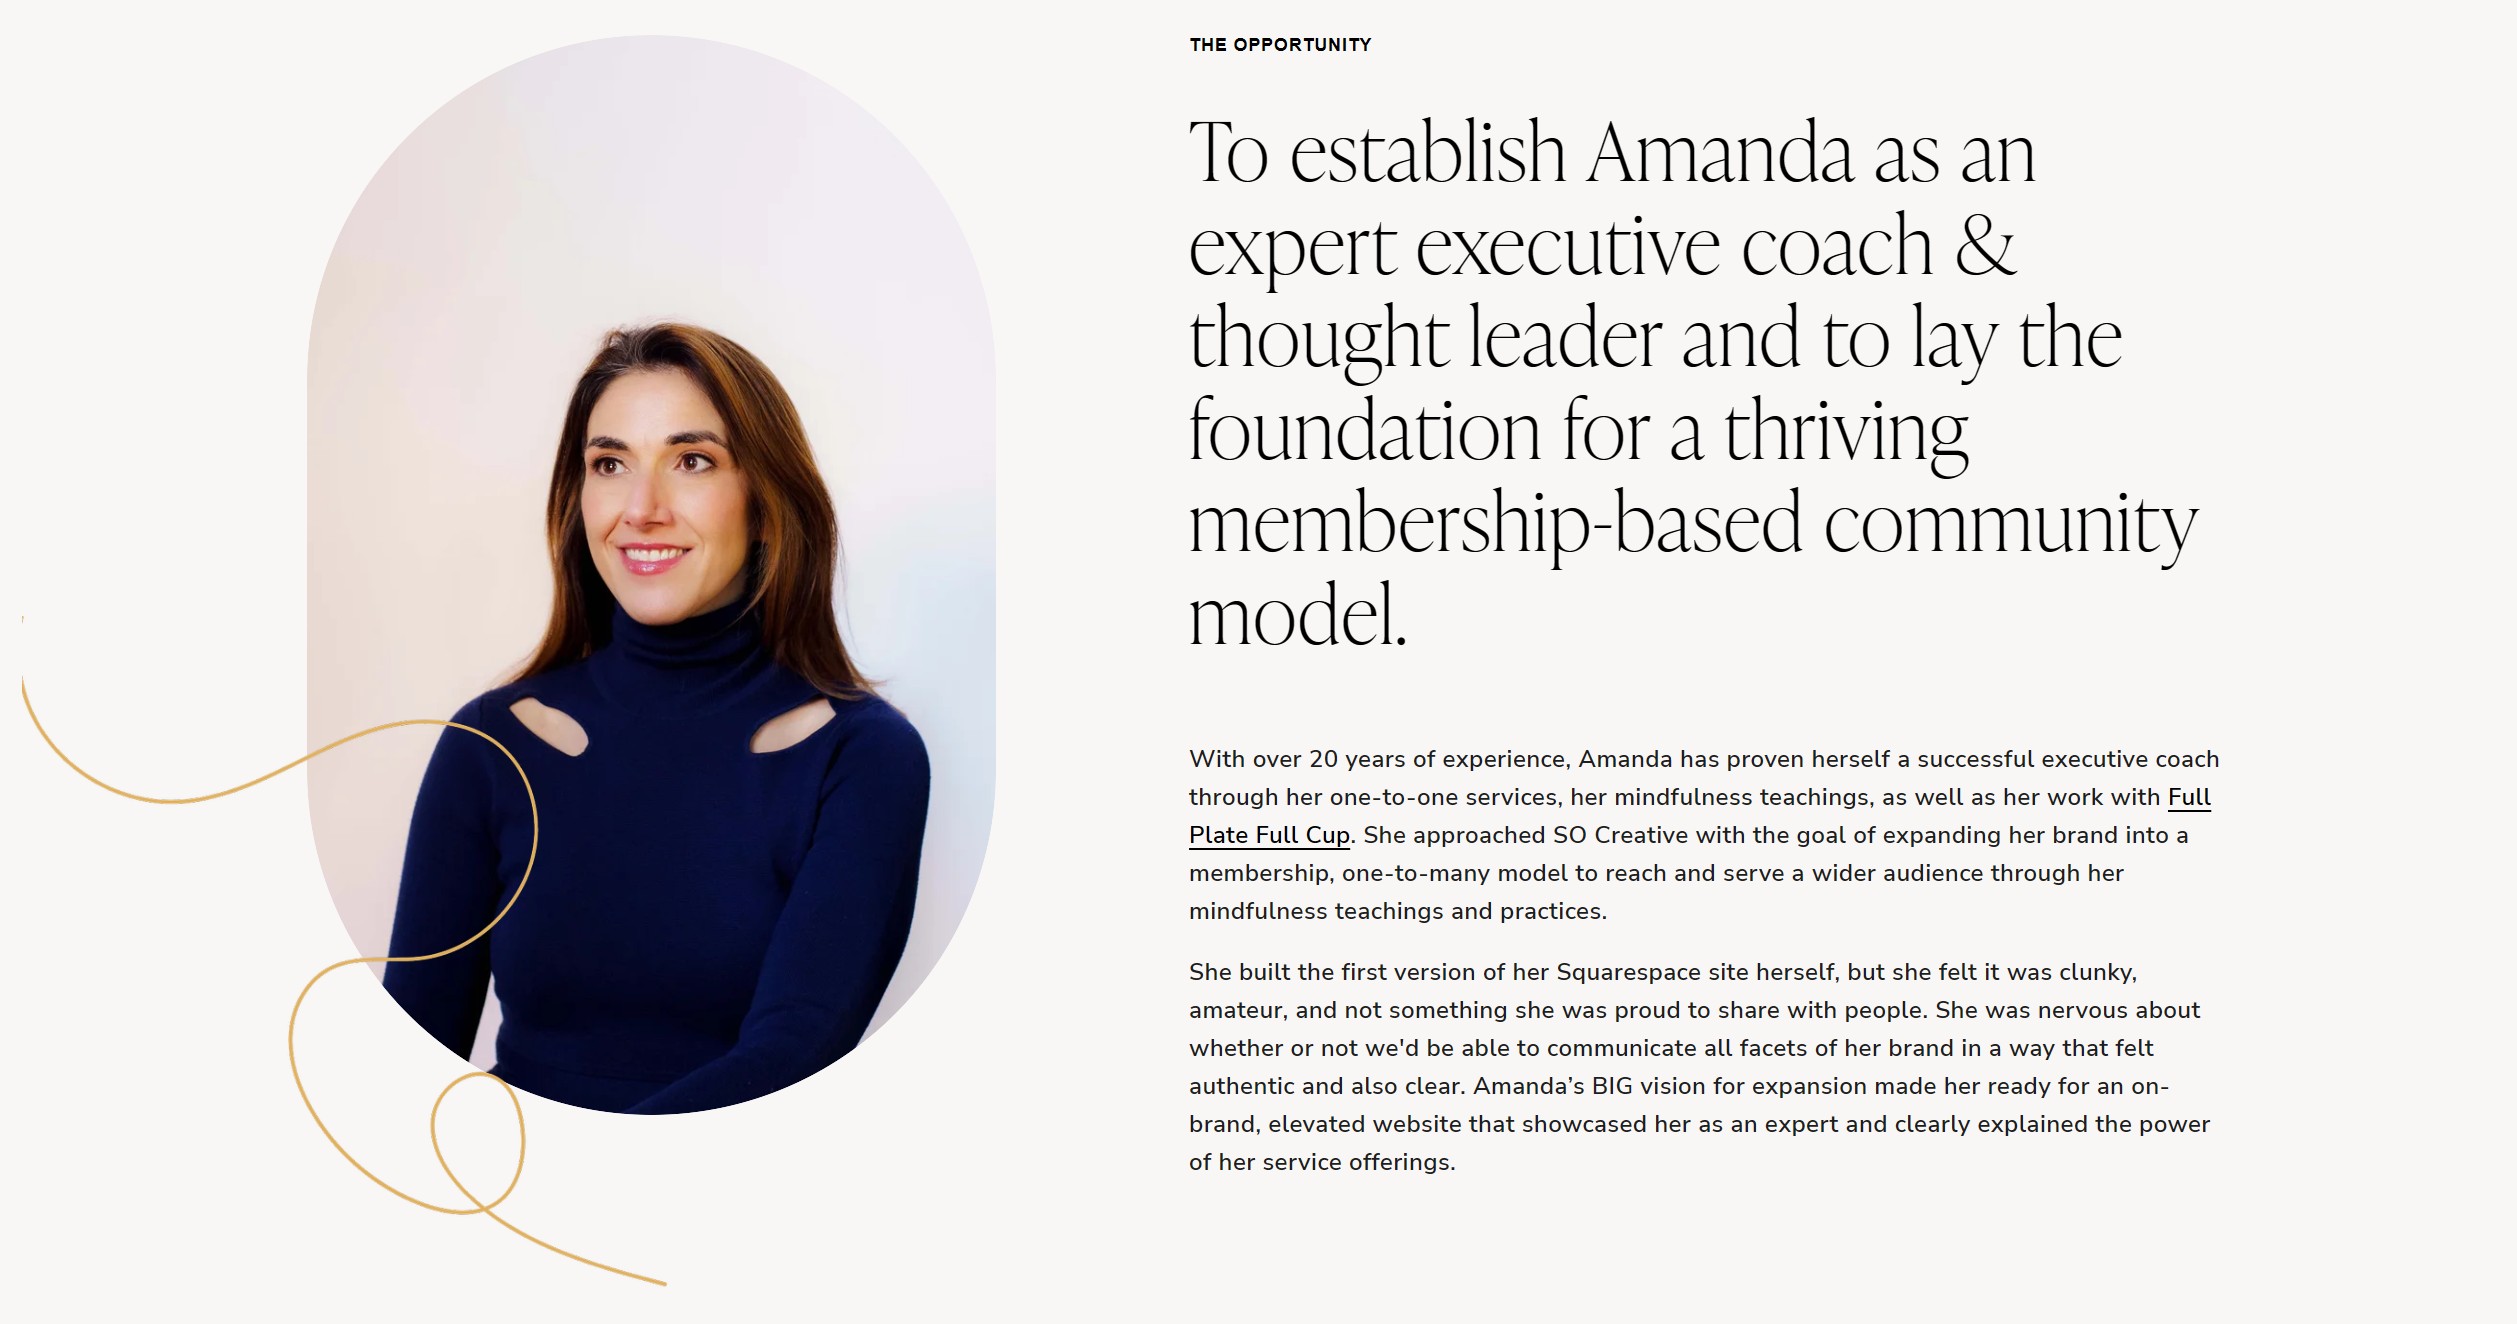 THE OPPORTUNITY
To establish Amanda as an
expert executive coach &
thought leader and to lay the
foundation for a thriving
membership-based community
model.
With over 20 years of experience, Amanda has proven herself a successful executive coach
through her one-to-one services, her mindfulness teachings, as well as her work with Full
Plate Full Cup. She approached SO Creative with the goal of expanding her brand into a
membership, one-to-many model to reach and serve a wider audience through her
mindfulness teachings and practices.
She built the first version of her Squarespace site herself, but she felt it was clunky,
amateur, and not something she was proud to share with people. She was nervous about
whether or not we'd be able to communicate all facets of her brand in a way that felt
authentic and also clear. Amanda’s BIG vision for expansion made her ready for an on-
brand, elevated website that showcased her as an expert and clearly explained the power
of her service offerings.